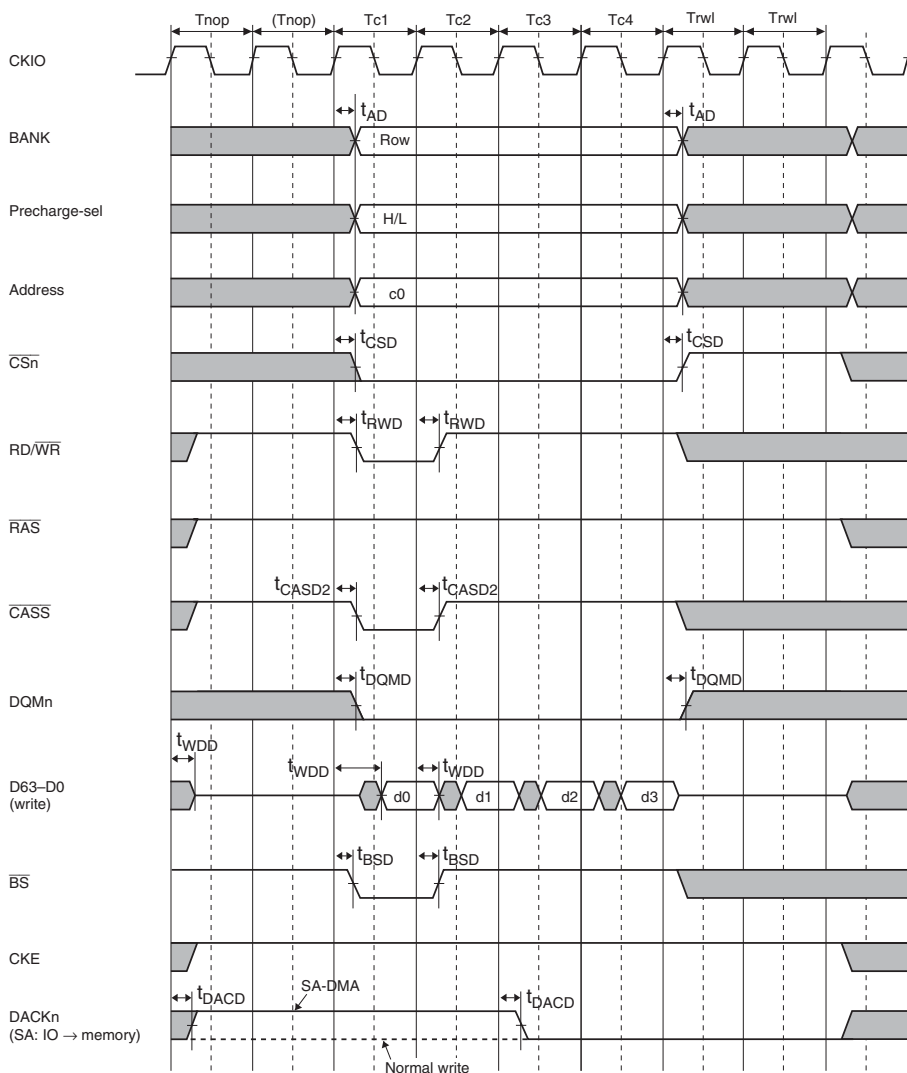 Tnop (Tnop) Tc1 Tc2 Tc3 Tc4 Trwl Trwl
CKIO
tAD tAD
BANK Row
Precharge-sel H/L
Address c0
tCSD tCSD
CSn
tRWD tRWD
RD/WR
RAS
tCASD2 tCASD2
CASS
tDQMD tDQMD
DQMn
tWDD tWDD tWDD
D63–D0
(write)
d0 d1 d2 d3
tBSD tBSD
BS
CKE
SA-DMA
tDACD tDACD
DACKn
(SA: IO → memory)
Normal write